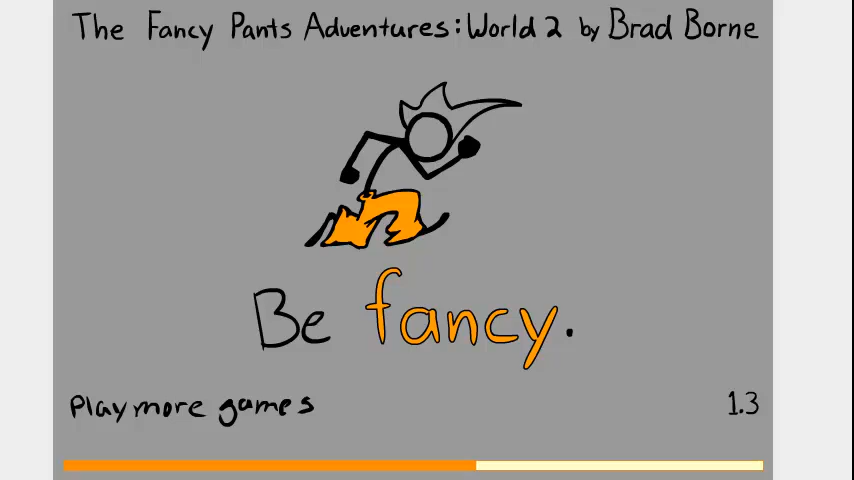 The Fancy Pants Adventures: World 2 by Brad Borne
Be fancy.
Play more games
1.3